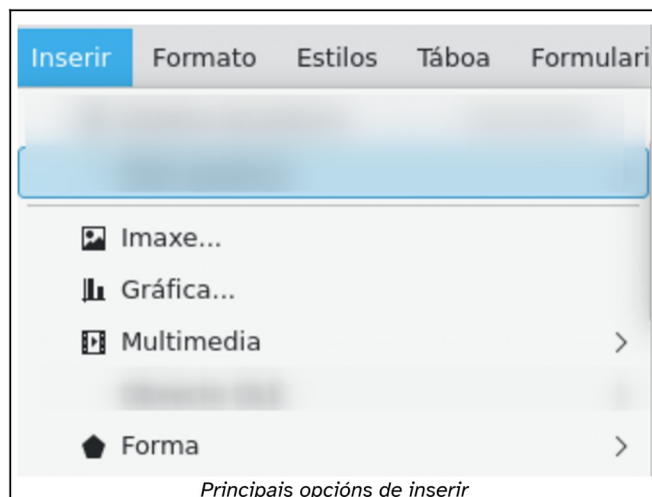 Inserir Formato Estilos Táboa Formulari
Imaxe...
Gráfica...
Multimedia
Forma
Principais opcións de inserir